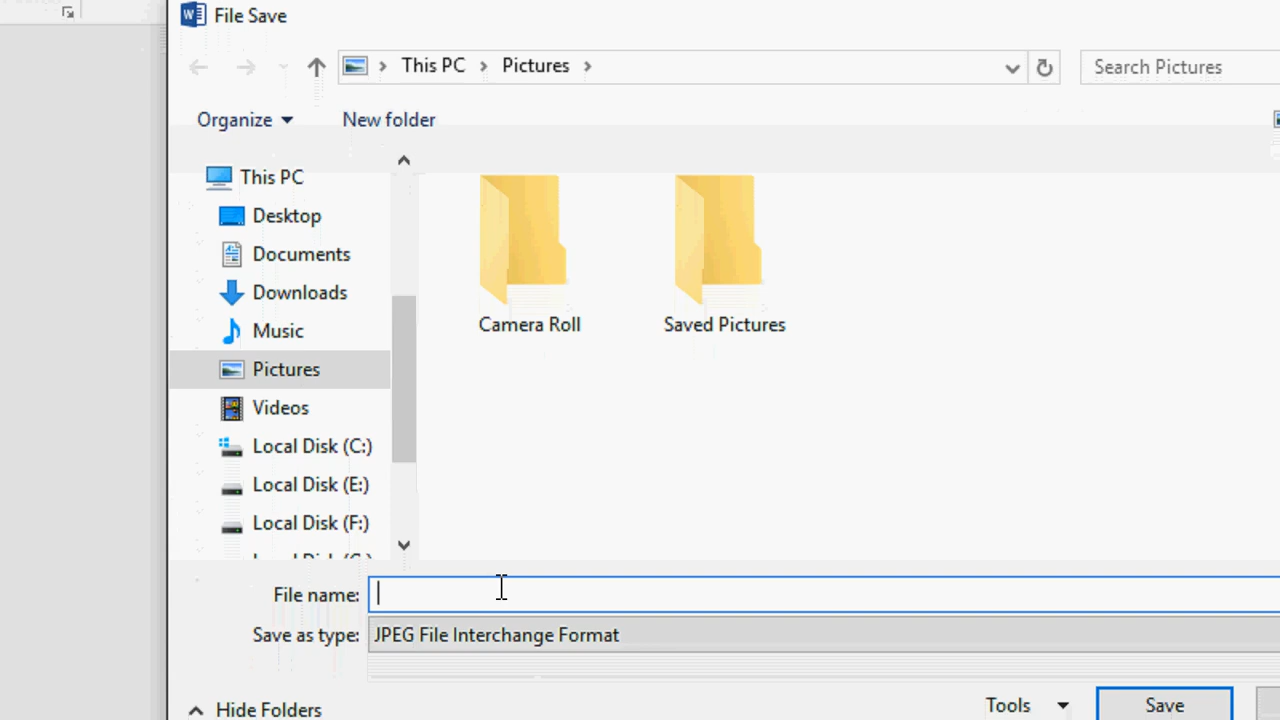 File Save
This PC
Pictures
Search Pictures
Organize
New folder
This PC
Desktop
Documents
Downloads
Music
Pictures
Videos
Local Disk (C:)
Local Disk (E:)
Local Disk (F:)
Camera Roll
Saved Pictures
File name:
Save as type: JPEG File Interchange Format
Hide Folders
Tools
Save